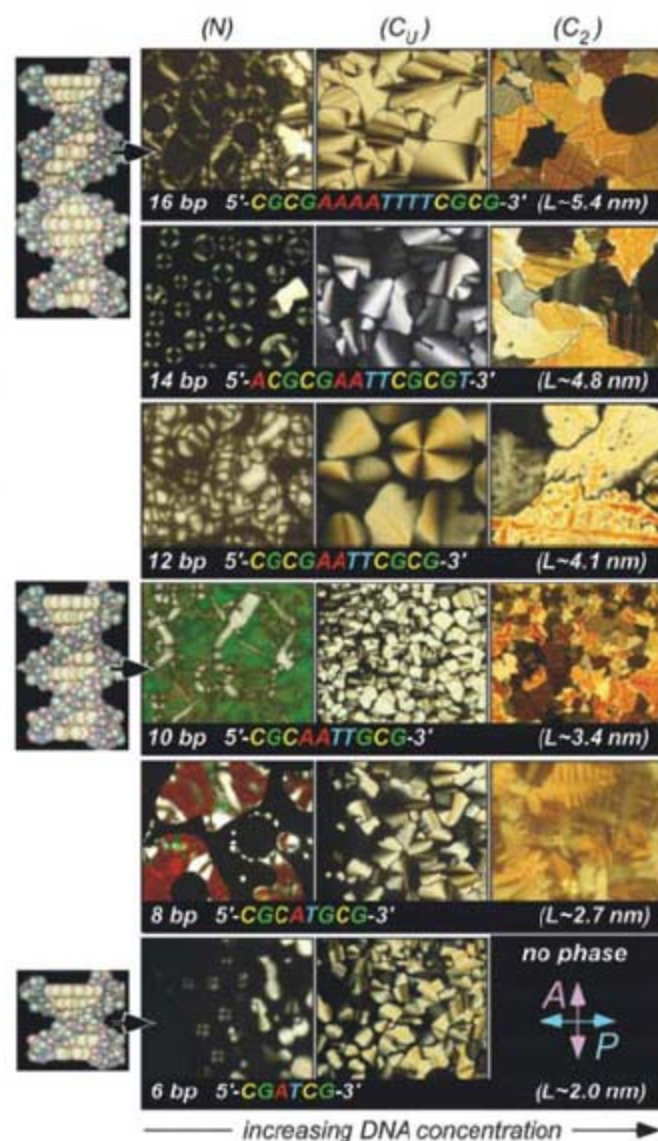 (N) (CU) (C2)
16 bp 5'-CGCGAAAATTTTCGCG-3' (L~5.4 nm)
14 bp 5'-ACGCGAATTCGCGT-3' (L~4.8 nm)
12 bp 5'-CGCGAATTCGCG-3' (L~4.1 nm)
10 bp 5'-CGCAATTGCG-3' (L~3.4 nm)
8 bp 5'-CGCATGCG-3' (L~2.7 nm)
no phase
A
P
6 bp 5'-CGATCG-3' (L~2.0 nm)
increasing DNA concentration